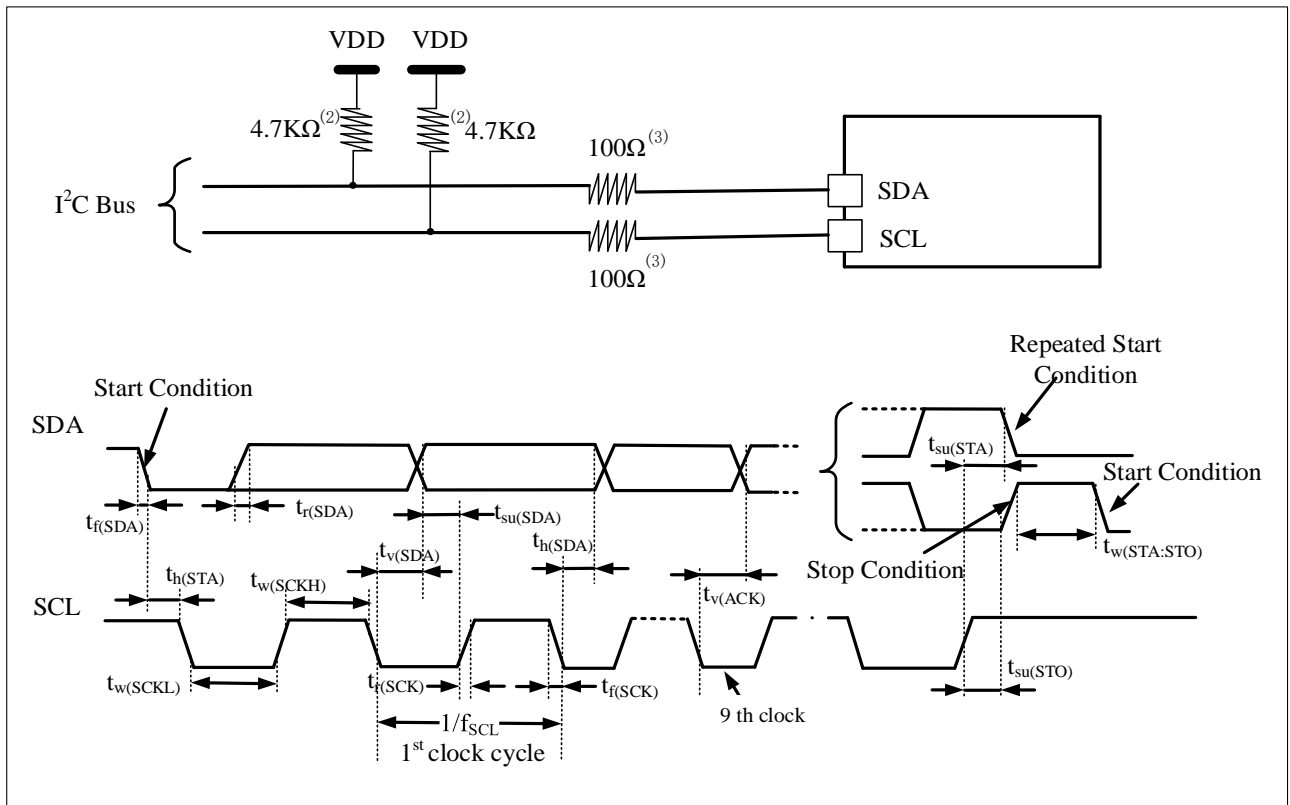 VDD VDD
4.7KΩ(2) (2)4.7KΩ
100Ω(3)
SDA
I2C Bus
SCL
100Ω(3)
Repeated Start
Condition
Start Condition
SDA
tsu(STA)
Start Condition
tf(SDA)
tr(SDA)
tsu(SDA)
tv(SDA)
th(SDA)
tw(STA:STO)
Stop Condition
th(STA)
tw(SCKH)
tv(ACK)
SCL
tw(SCKL)
tr(SCK)
tf(SCK)
tsu(STO)
9 th clock
1/fSCL
1st clock cycle